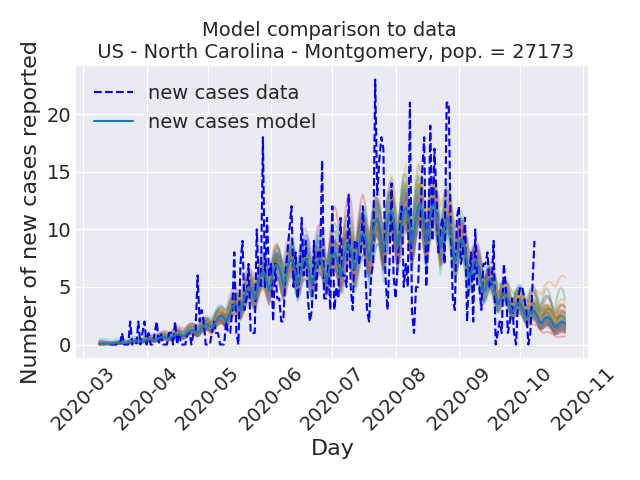 Model comparison to data
US - North Carolina - Montgomery, pop. = 27173
Number of new cases reported
new cases data
new cases model
20
15
10
5
0
2020-03
2020-04
2020-05
2020-06
2020-07
2020-08
2020-09
2020-10
2020-11
Day